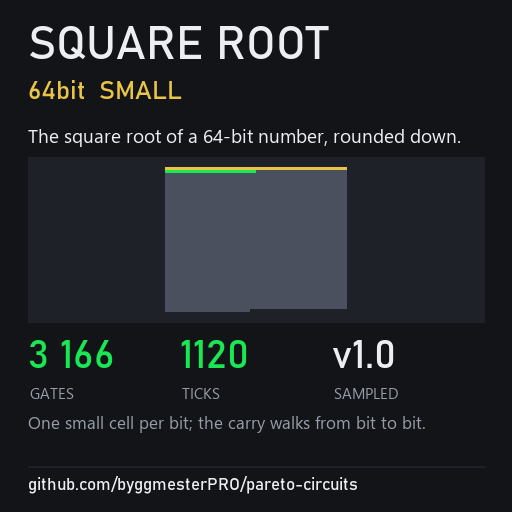 SQUARE ROOT
64bit SMALL
The square root of a 64-bit number, rounded down.
3 166 1120 v1.0
GATES TICKS SAMPLED
One small cell per bit; the carry walks from bit to bit.
github.com/byggmesterPRO/pareto-circuits